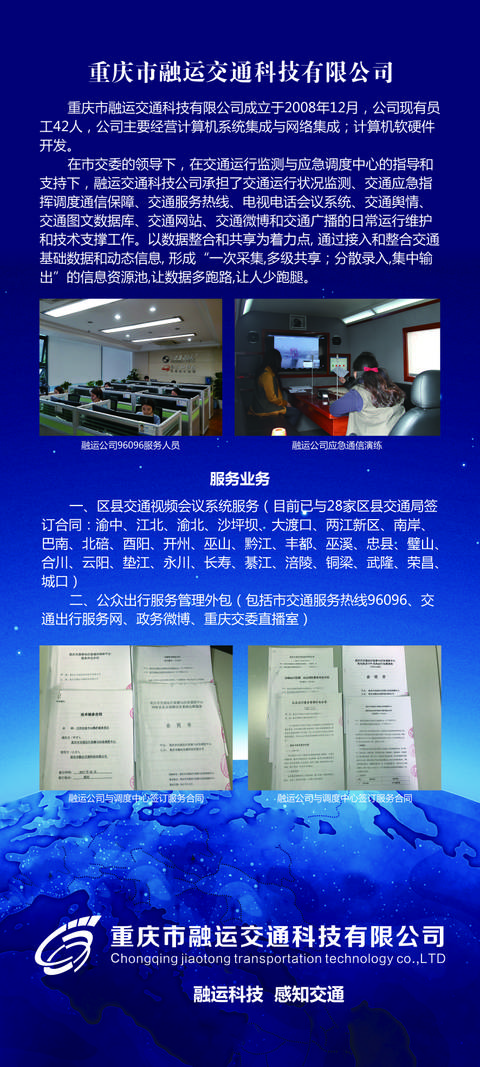 重庆市融运交通科技有限公司
重庆市融运交通科技有限公司成立于2008年12月，公司现有员
工42人，公司主要经营计算机系统集成与网络集成；计算机软硬件
开发。
在市交委的领导下，在交通运行监测与应急调度中心的指导和
支持下，融运交通科技公司承担了交通运行状况监测、交通应急指
挥调度通信保障、交通服务热线、电视电话会议系统、交通舆情、
交通图文数据库、交通网站、交通微博和交通广播的日常运行维护
和技术支撑工作。以数据整合和共享为着力点, 通过接入和整合交通
基础数据和动态信息, 形成“一次采集,多级共享；分散录入,集中输
出”的信息资源池,让数据多跑路,让人少跑腿。
融运公司96096服务人员
融运公司应急通信演练
服务业务
一、区县交通视频会议系统服务（目前已与28家区县交通局签
订合同：渝中、江北、渝北、沙坪坝、大渡口、两江新区、南岸、
巴南、北碚、酉阳、开州、巫山、黔江、丰都、巫溪、忠县、璧山、
合川、云阳、垫江、永川、长寿、綦江、涪陵、铜梁、武隆、荣昌、
城口）
二、公众出行服务管理外包（包括市交通服务热线96096、交
通出行服务网、政务微博、重庆交委直播室）
融运公司与调度中心签订服务合同
融运公司与调度中心签订服务合同
重庆市融运交通科技有限公司
Chongqing jiaotong transportation technology co.,LTD
融运科技 感知交通